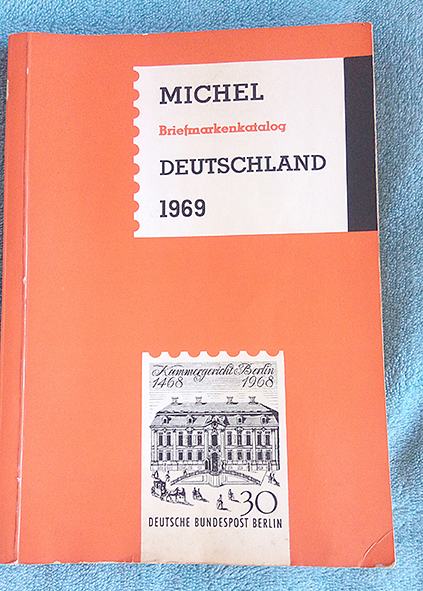 MICHEL
Briefmarkenkatalog
DEUTSCHLAND
1969
Kammergericht Berlin
1468 1968
30
DEUTSCHE BUNDESPOST BERLIN